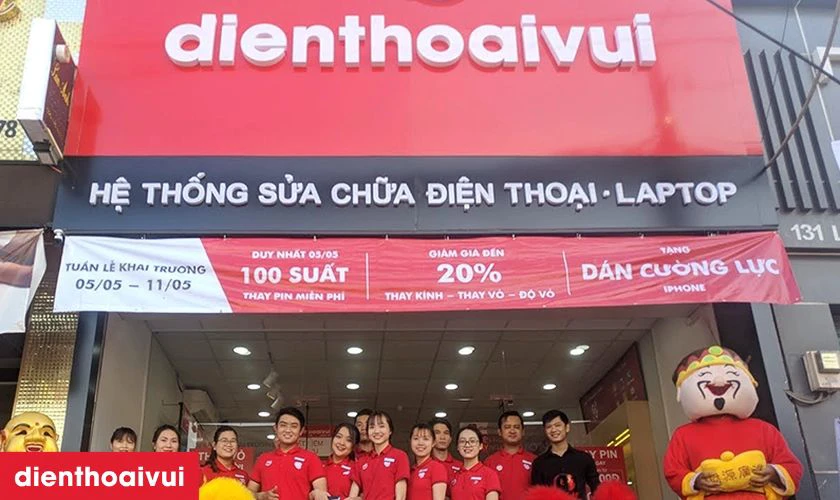 dienthoaivui
HỆ THỐNG SỬA CHỮA ĐIỆN THOẠI · LAPTOP
78
131
TUẦN LỄ KHAI TRƯƠNG
05/05 – 11/05
DUY NHẤT 05/05
100 SUẤT
THAY PIN MIỄN PHÍ
GIẢM GIÁ ĐẾN
20%
THAY KÍNH – THAY VỎ – ĐỘ VỎ
TẶNG
DÁN CƯỜNG LỰC
IPHONE
dienthoaivui